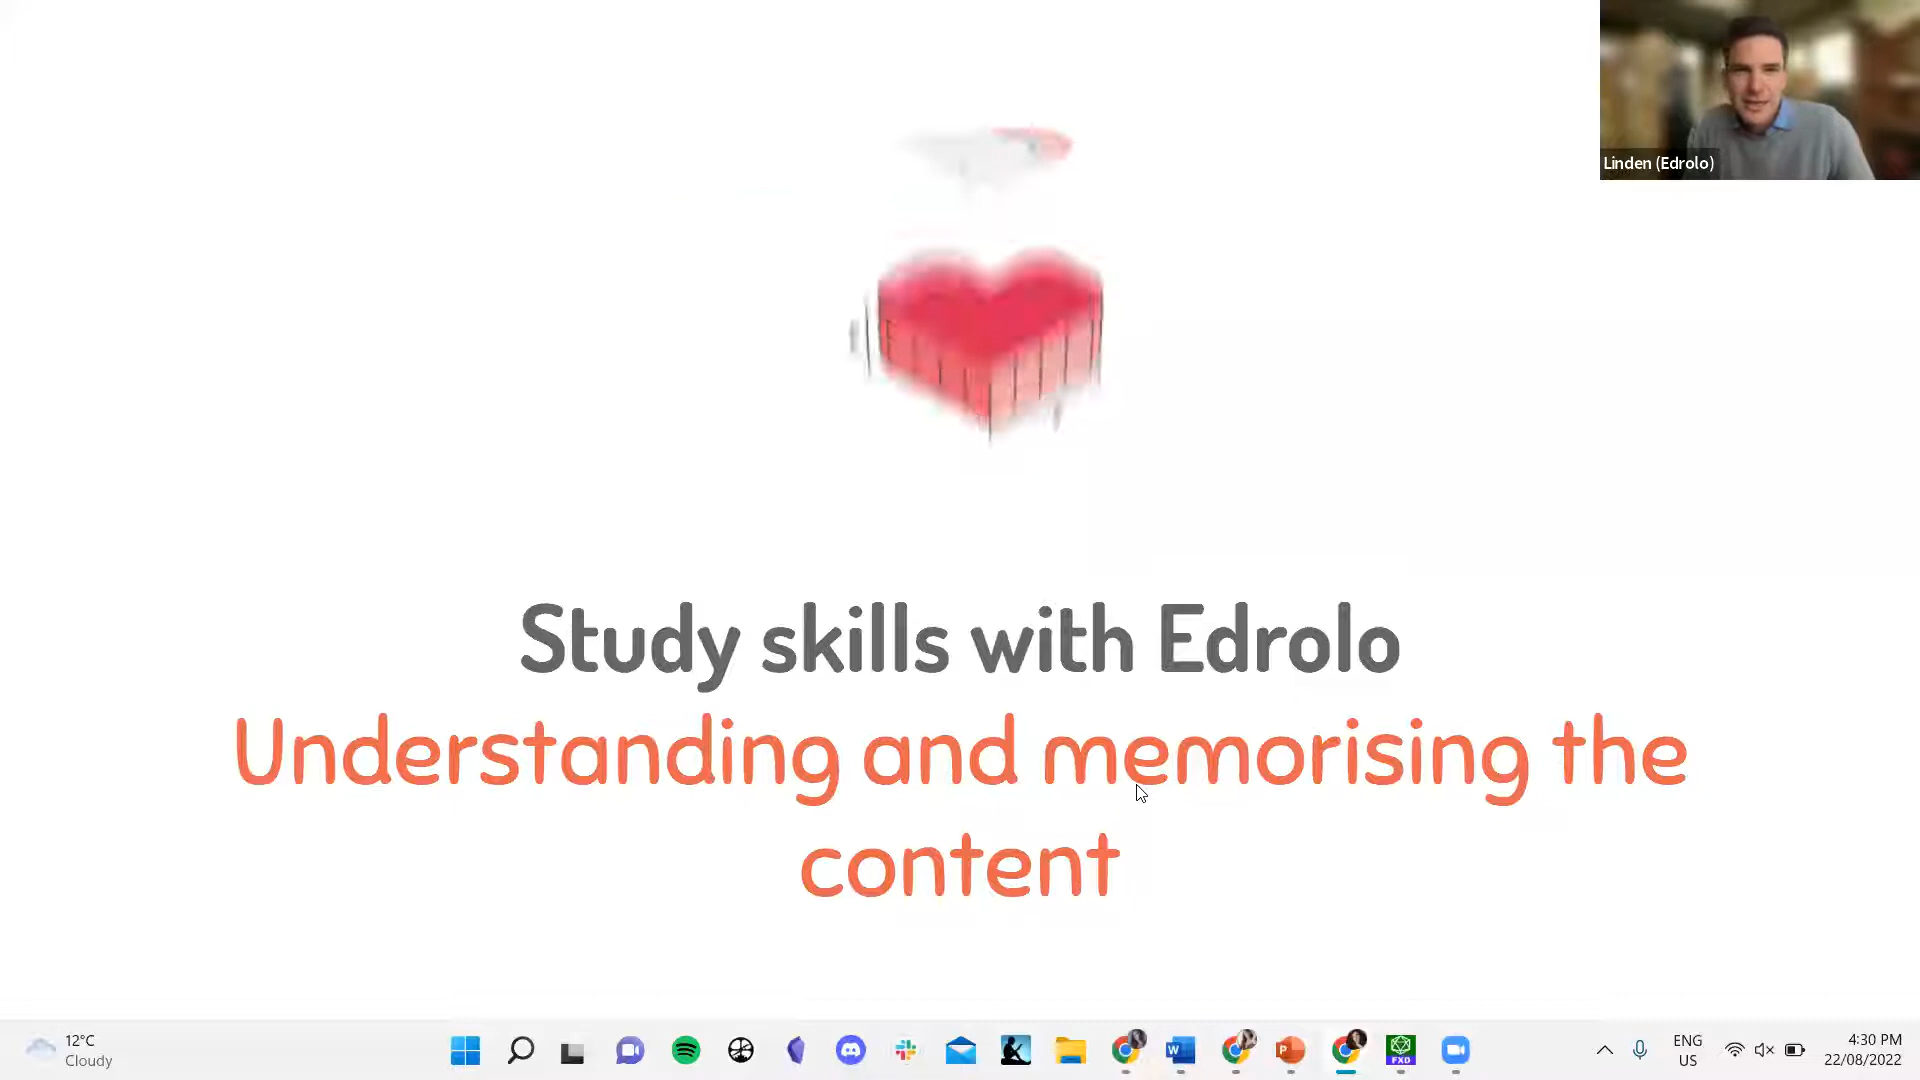 Linden (Edrolo)
Study skills with Edrolo
Understanding and memorising the
content
12°C
Cloudy
ENG
US
4:30 PM
22/08/2022
W
P
FXD